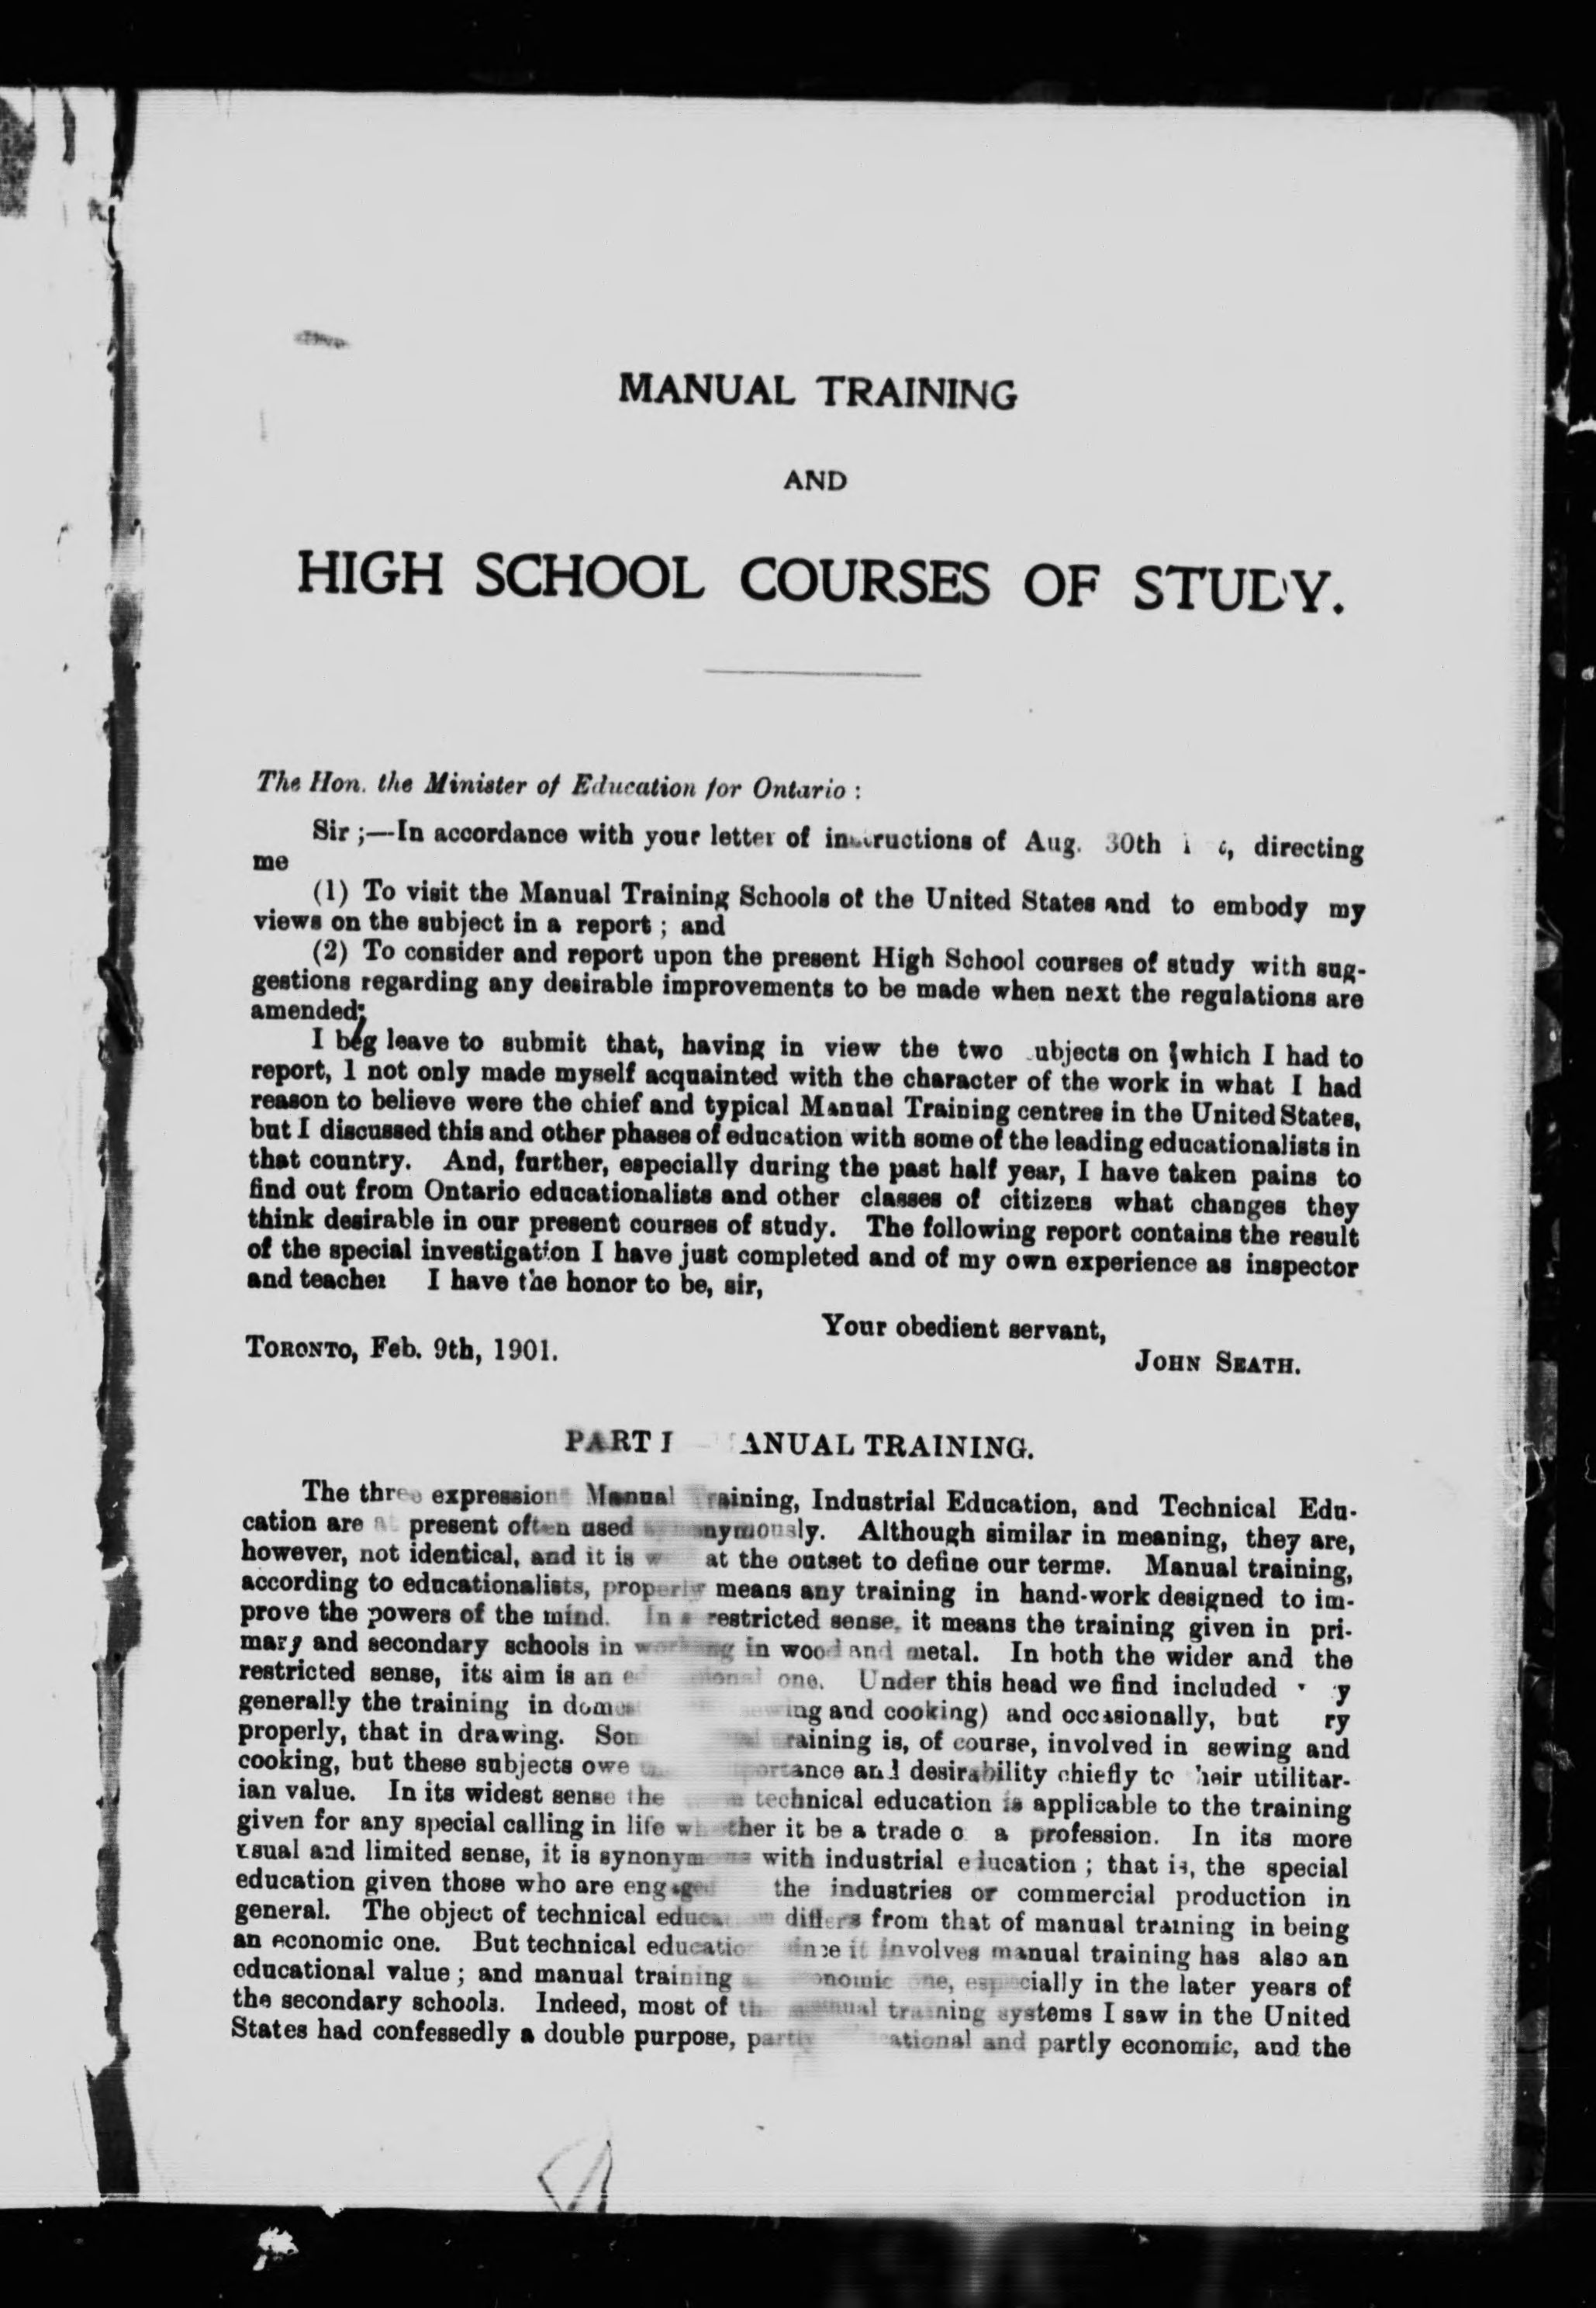 MANUAL TRAINING
AND
HIGH SCHOOL COURSES OF STUDY.
The Hon. the Minister of Education for Ontario :
Sir ;—In accordance with your letter of instructions of Aug. 30th directing
me
(1) To visit the Manual Training Schools of the United States and to embody my
views on the subject in a report ; and
(2) To consider and report upon the present High School courses of study with sug-
gestions regarding any desirable improvements to be made when next the regulations are
amended;
I beg leave to submit that, having in view the two subjects on which I had to
report, I not only made myself acquainted with the character of the work in what I had
reason to believe were the chief and typical Manual Training centres in the United States,
but I discussed this and other phases of education with some of the leading educationalists in
that country. And, further, especially during the past half year, I have taken pains to
find out from Ontario educationalists and other classes of citizens what changes they
think desirable in our present courses of study. The following report contains the result
of the special investigation I have just completed and of my own experience as inspector
and teacher I have the honor to be, sir,
Your obedient servant,
TORONTO, Feb. 9th, 1901.
JOHN SEATH.
PART I MANUAL TRAINING.
The three expressions Manual Training, Industrial Education, and Technical Edu-
cation are at present often used synonymously. Although similar in meaning, they are,
however, not identical, and it is at the outset to define our terms. Manual training,
according to educationalists, properly means any training in hand-work designed to im-
prove the powers of the mind. In a restricted sense, it means the training given in pri-
mary and secondary schools in working in wood and metal. In both the wider and the
restricted sense, its aim is an educational one. Under this head we find included
generally the training in sewing and cooking) and occasionally, but
properly, that in drawing. training is, of course, involved in sewing and
cooking, but these subjects owe importance and desirability chiefly to their utilitar-
ian value. In its widest sense the technical education is applicable to the training
given for any special calling in life whether it be a trade or a profession. In its more
usual and limited sense, it is synonymous with industrial education ; that is, the special
education given those who are engaged the industries or commercial production in
general. The object of technical education differs from that of manual training in being
an economic one. But technical education since it involves manual training has also an
educational value ; and manual training economic one, especially in the later years of
the secondary schools. Indeed, most of the manual training systems I saw in the United
States had confessedly a double purpose, partly educational and partly economic, and the